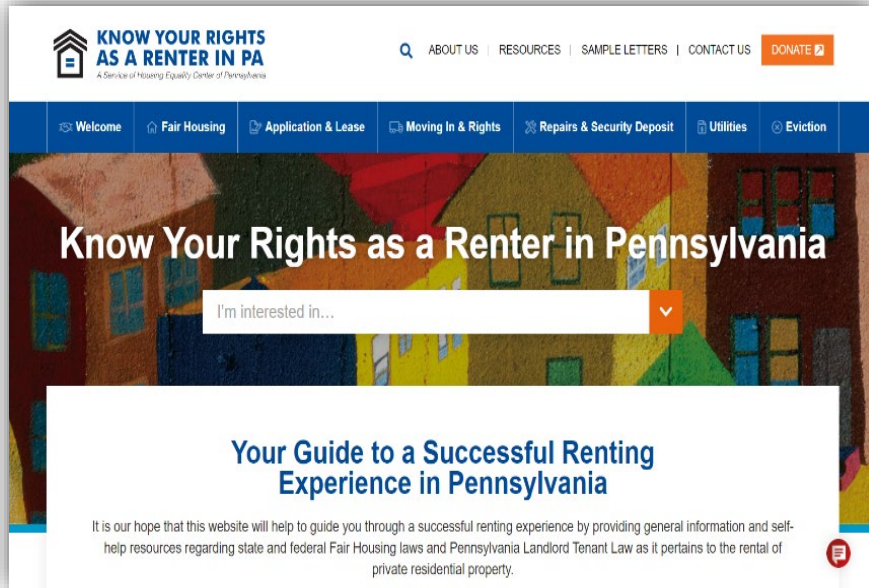 KNOW YOUR RIGHTS
AS A RENTER IN PA
A Service of Housing Equality Center of Pennsylvania
ABOUT US | RESOURCES | SAMPLE LETTERS | CONTACT US DONATE
Welcome Fair Housing Application & Lease Moving In & Rights Repairs & Security Deposit Utilities Eviction
Know Your Rights as a Renter in Pennsylvania
I'm interested in...
Your Guide to a Successful Renting
Experience in Pennsylvania
It is our hope that this website will help to guide you through a successful renting experience by providing general information and self-
help resources regarding state and federal Fair Housing laws and Pennsylvania Landlord Tenant Law as it pertains to the rental of
private residential property.